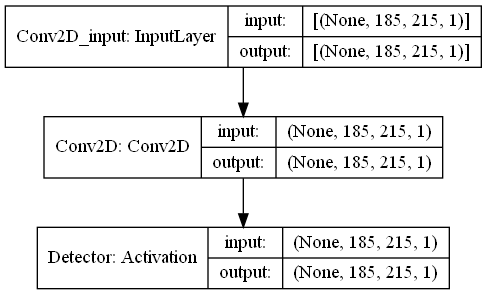 Conv2D_input: InputLayer
input: [(None, 185, 215, 1)]
output: [(None, 185, 215, 1)]
Conv2D: Conv2D
input: (None, 185, 215, 1)
output: (None, 185, 215, 1)
Detector: Activation
input: (None, 185, 215, 1)
output: (None, 185, 215, 1)